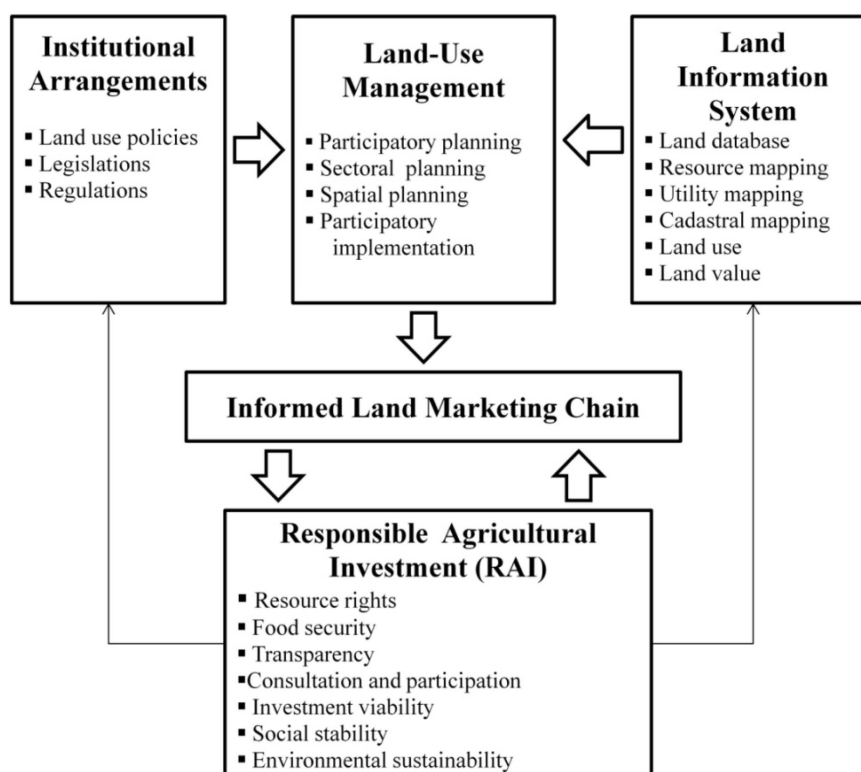 Institutional
Arrangements
▪ Land use policies
▪ Legislations
▪ Regulations
Land-Use
Management
▪ Participatory planning
▪ Sectoral planning
▪ Spatial planning
▪ Participatory
implementation
Land
Information
System
▪ Land database
▪ Resource mapping
▪ Utility mapping
▪ Cadastral mapping
▪ Land use
▪ Land value
Informed Land Marketing Chain
Responsible Agricultural
Investment (RAI)
▪ Resource rights
▪ Food security
▪ Transparency
▪Consultation and participation
▪ Investment viability
▪ Social stability
▪ Environmental sustainability